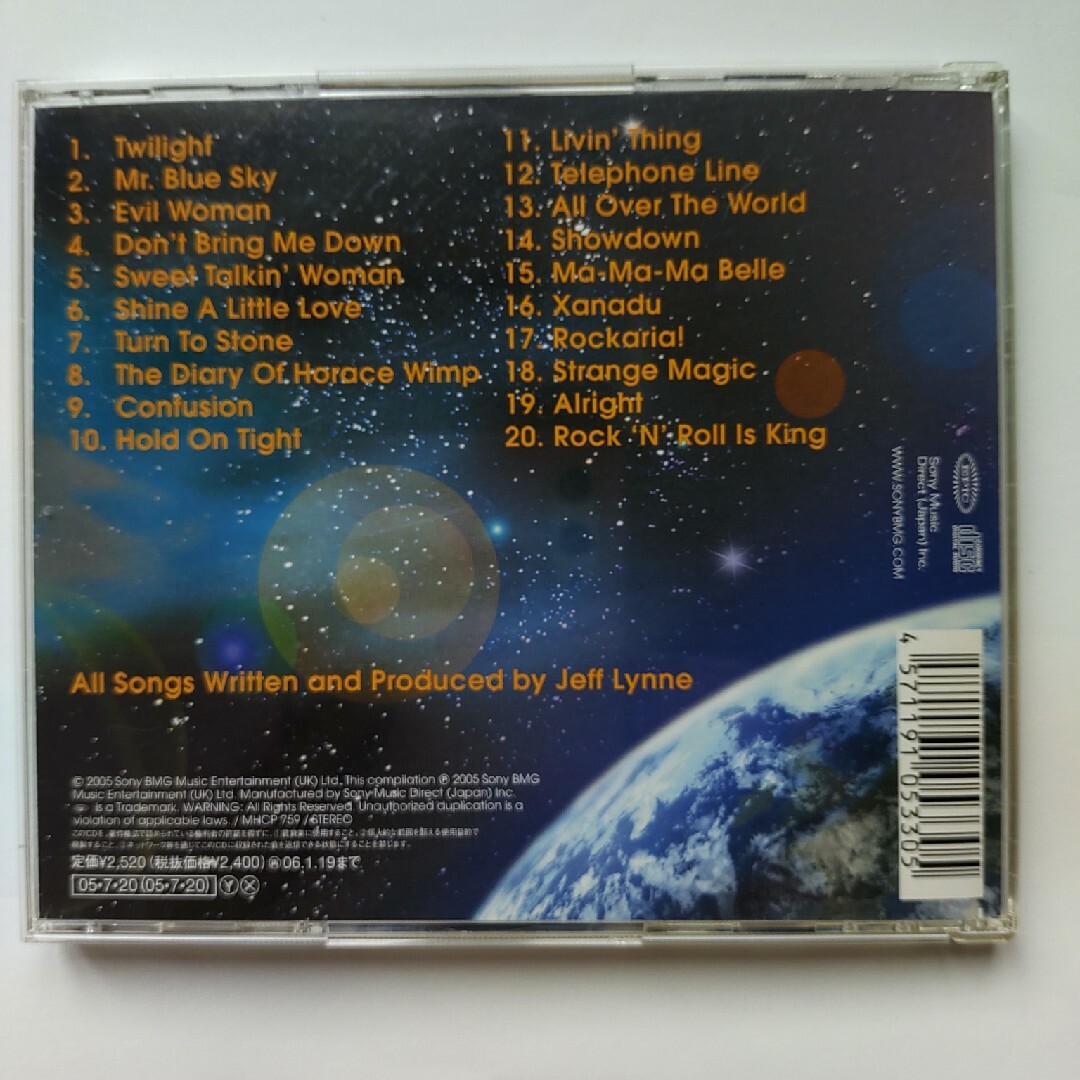 1. Twilight
2. Mr. Blue Sky
3. Evil Woman
4. Don't Bring Me Down
5. Sweet Talkin' Woman
6. Shine A Little Love
7. Turn To Stone
8. The Diary Of Horace Wimp
9. Confusion
10. Hold On Tight
11. Livin' Thing
12. Telephone Line
13. All Over The World
14. Showdown
15. Ma-Ma-Ma Belle
16. Xanadu
17. Rockaria!
18. Strange Magic
19. Alright
20. Rock 'N' Roll Is King
epic
COMPACT
disc
DIGITAL AUDIO
Sony Music
Direct (Japan) Inc.
WWW.SONYBMG.COM
All Songs Written and Produced by Jeff Lynne
4 571191 053305
© 2005 Sony BMG Music Entertainment (UK) Ltd. This compilation ℗ 2005 Sony BMG
Music Entertainment (UK) Ltd. Manufactured by Sony Music Direct (Japan) Inc.
is a Trademark. WARNING: All Rights Reserved. Unauthorized duplication is a
violation of applicable laws. / MHCP 759 / STEREO
定価¥2,520 (税抜価格¥2,400) 06.1.19まで
05・7・20 (05・7・20) Ⓨ Ⓧ